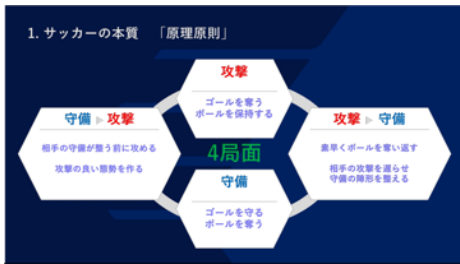 1. サッカーの本質 「原理原則」
攻撃
ゴールを奪う
ボールを保持する
守備 ▶ 攻撃
相手の守備が整う前に攻める
攻撃の良い態勢を作る
4局面
攻撃 ▶ 守備
素早くボールを奪い返す
相手の攻撃を遅らせ
守備の陣形を整える
守備
ゴールを守る
ボールを奪う